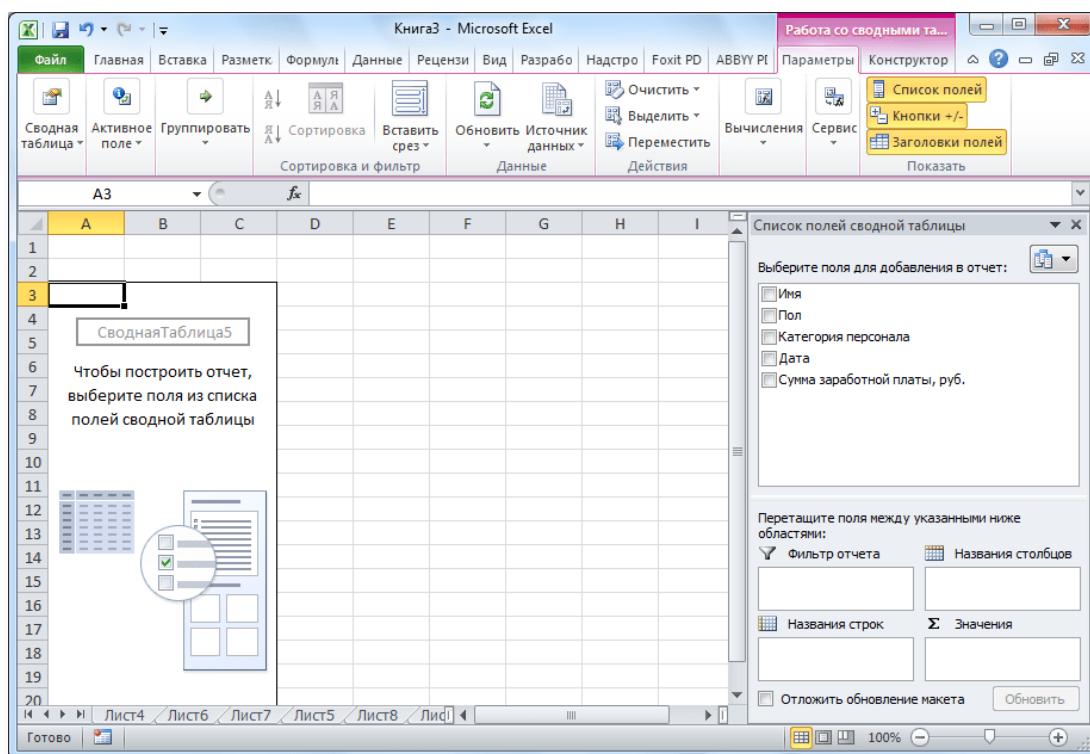 Книга3 - Microsoft Excel
Работа со сводными та...
Файл Главная Вставка Разметк Формулы Данные Рецензи Вид Разрабо Надстро Foxit PD ABBYY PI Параметры Конструктор
Сводная таблица
Активное поле
Группировать
Сортировка
Вставить срез
Сортировка и фильтр
Обновить
Источник данных
Данные
Очистить
Выделить
Переместить
Действия
Вычисления
Сервис
Список полей
Кнопки +/-
Заголовки полей
Показать
A3
fx
A B C D E F G H I
1
2
3
4
5
6
7
8
9
10
11
12
13
14
15
16
17
18
19
20
СводнаяТаблица5
Чтобы построить отчет,
выберите поля из списка
полей сводной таблицы
Список полей сводной таблицы
Выберите поля для добавления в отчет:
Имя
Пол
Категория персонала
Дата
Сумма заработной платы, руб.
Перетащите поля между указанными ниже
областями:
Фильтр отчета
Названия столбцов
Названия строк
Σ Значения
Отложить обновление макета
Обновить
Лист4 Лист6 Лист7 Лист5 Лист8 Лис
Готово
100%